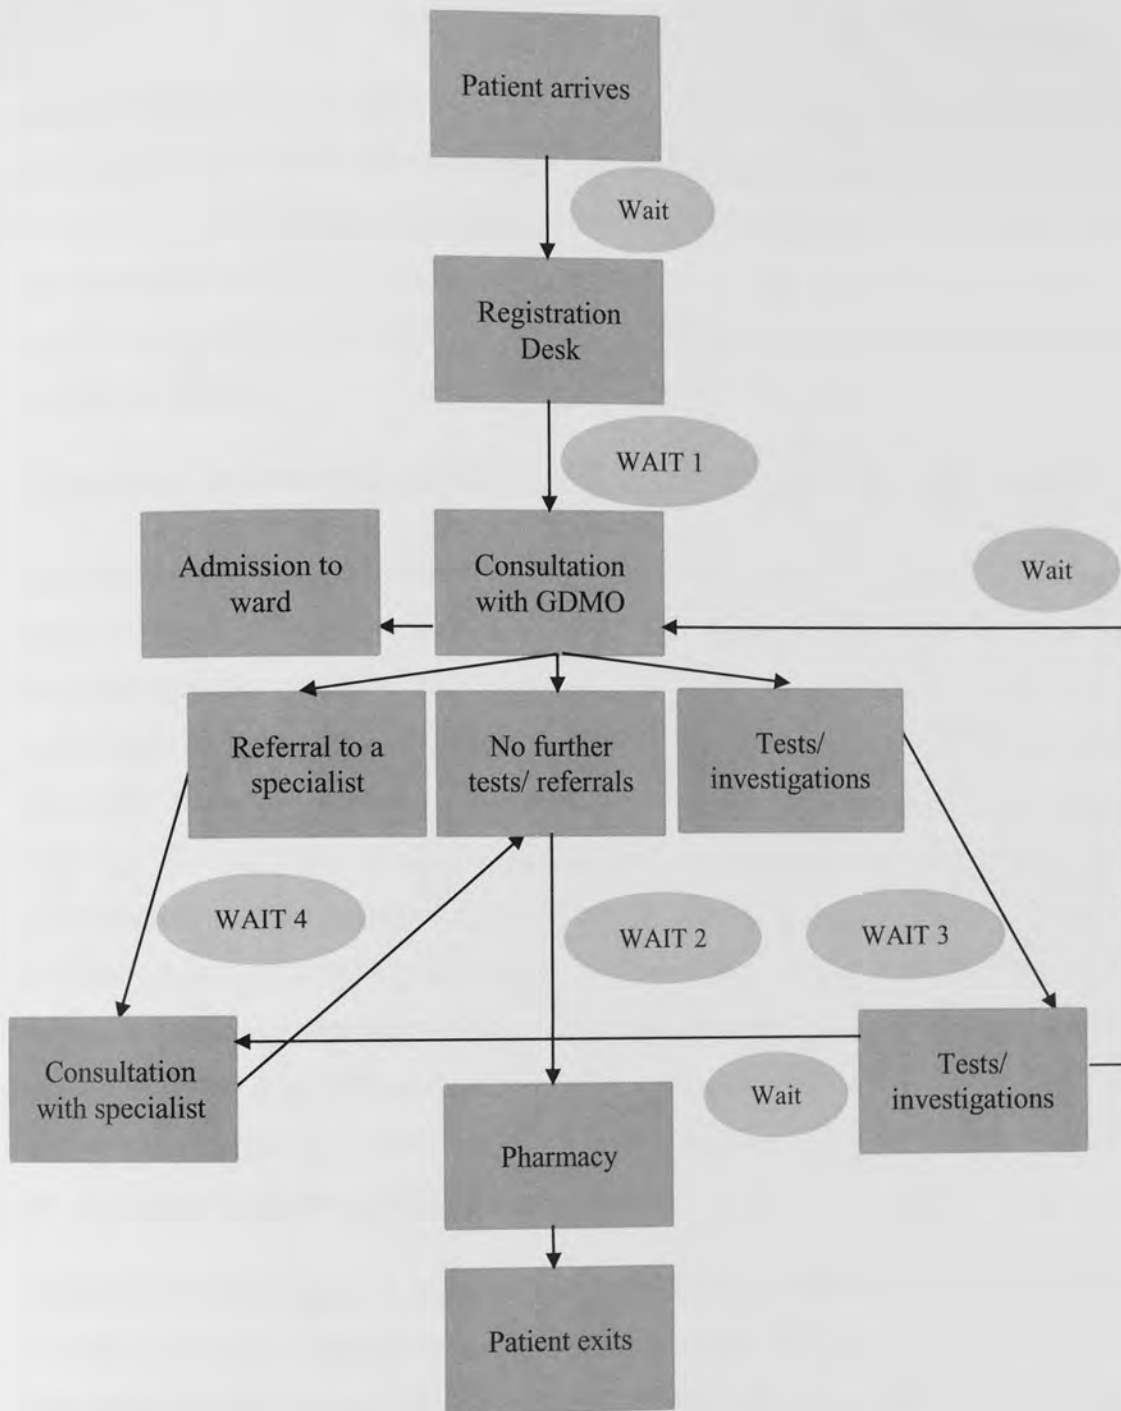 Patient arrives
Wait
Registration
Desk
WAIT 1
Admission to
ward
Consultation
with GDMO
Wait
Referral to a
specialist
No further
tests/ referrals
Tests/
investigations
WAIT 4
WAIT 2
WAIT 3
Consultation
with specialist
Wait
Tests/
investigations
Pharmacy
Patient exits